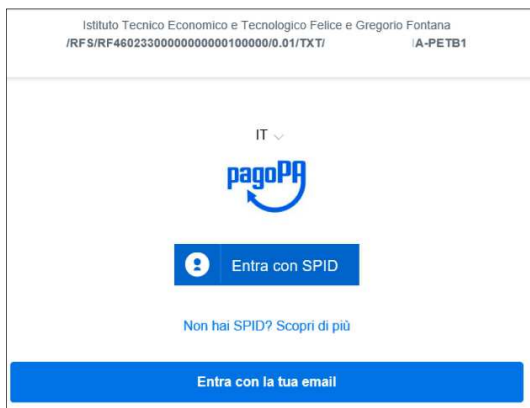 Istituto Tecnico Economico e Tecnologico Felice e Gregorio Fontana
/RFS/RF46023300000000000100000/0.01/TXT/ A-PETB1
IT
pagoPA
Entra con SPID
Non hai SPID? Scopri di più
Entra con la tua email